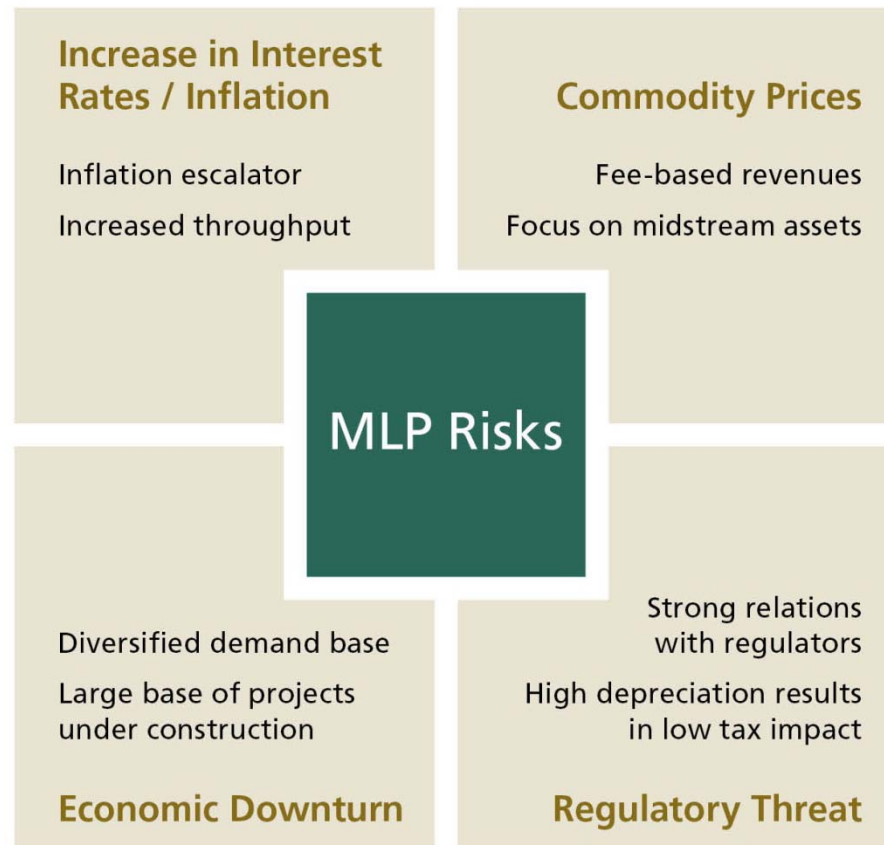 Increase in Interest
Rates / Inflation
Inflation escalator
Increased throughput
Commodity Prices
Fee-based revenues
Focus on midstream assets
MLP Risks
Diversified demand base
Large base of projects
under construction
Economic Downturn
Strong relations
with regulators
High depreciation results
in low tax impact
Regulatory Threat